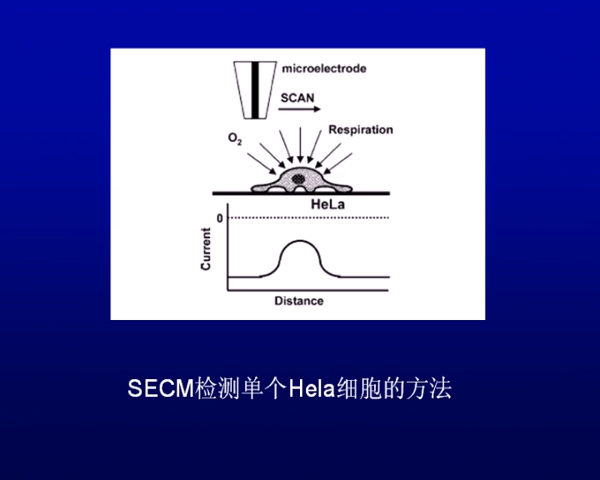 microelectrode
SCAN
O₂
Respiration
HeLa
0
Current
Distance
SECM检测单个Hela细胞的方法